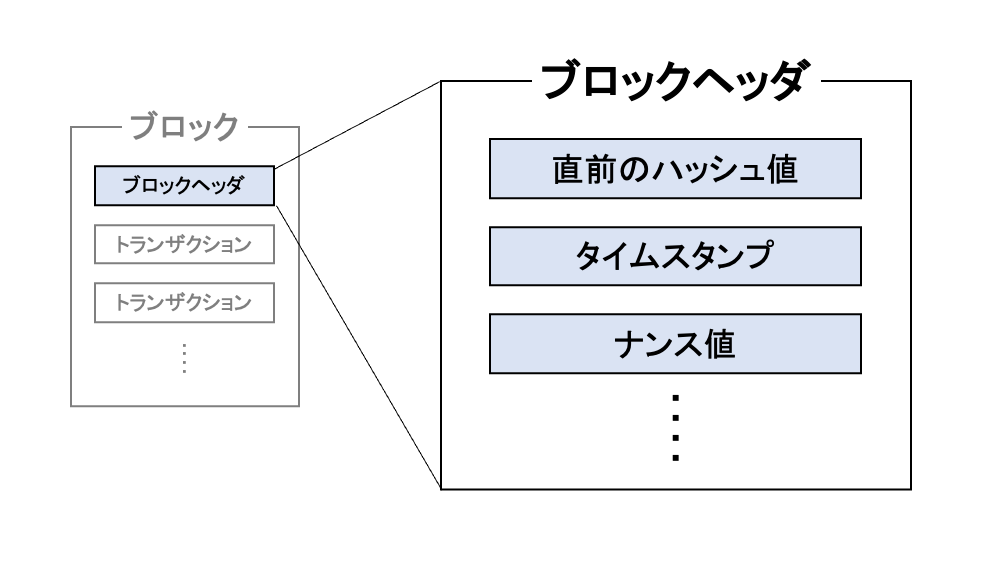 ブロック
ブロックヘッダ
トランザクション
トランザクション
ブロックヘッダ
直前のハッシュ値
タイムスタンプ
ナンス値